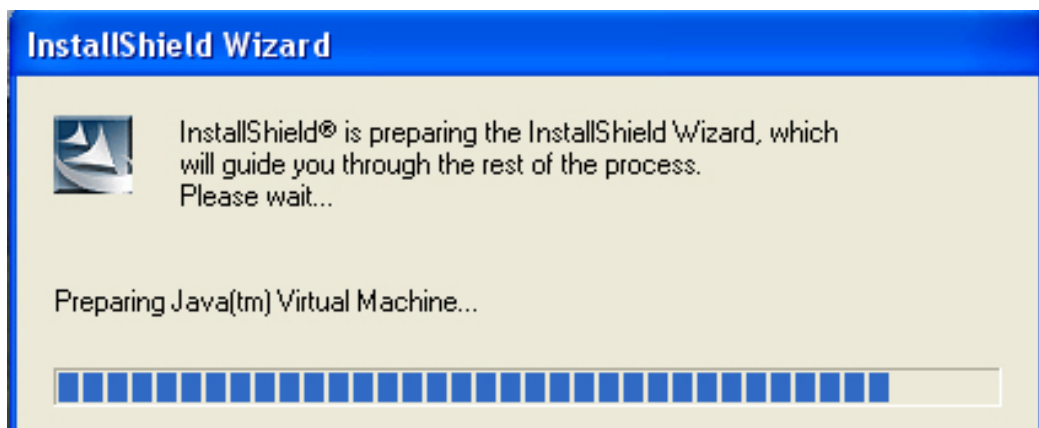 InstallShield Wizard
InstallShield® is preparing the InstallShield Wizard, which
will guide you through the rest of the process.
Please wait...
Preparing Java(tm) Virtual Machine...